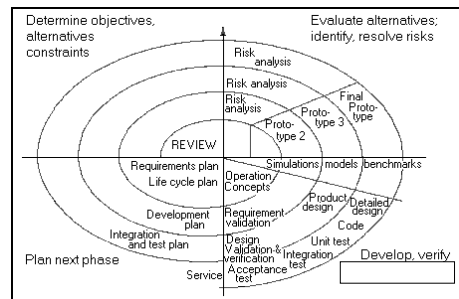 Determine objectives,
alternatives
constraints
Evaluate alternatives;
identify, resolve risks
Risk
analysis
Risk analysis
Risk
analysis
Proto-
type 2
Proto-
type 3
Final
Proto-
type
REVIEW
Requirements plan
Life cycle plan
Simulations, models, benchmarks
Operation
Concepts
Development
plan
Requirement
validation
Product
design
Detailed
design
Integration
and test plan
Code
Unit test
Design
Validation &
verification
Integration
test
Acceptance
test
Plan next phase
Service
Develop, verify